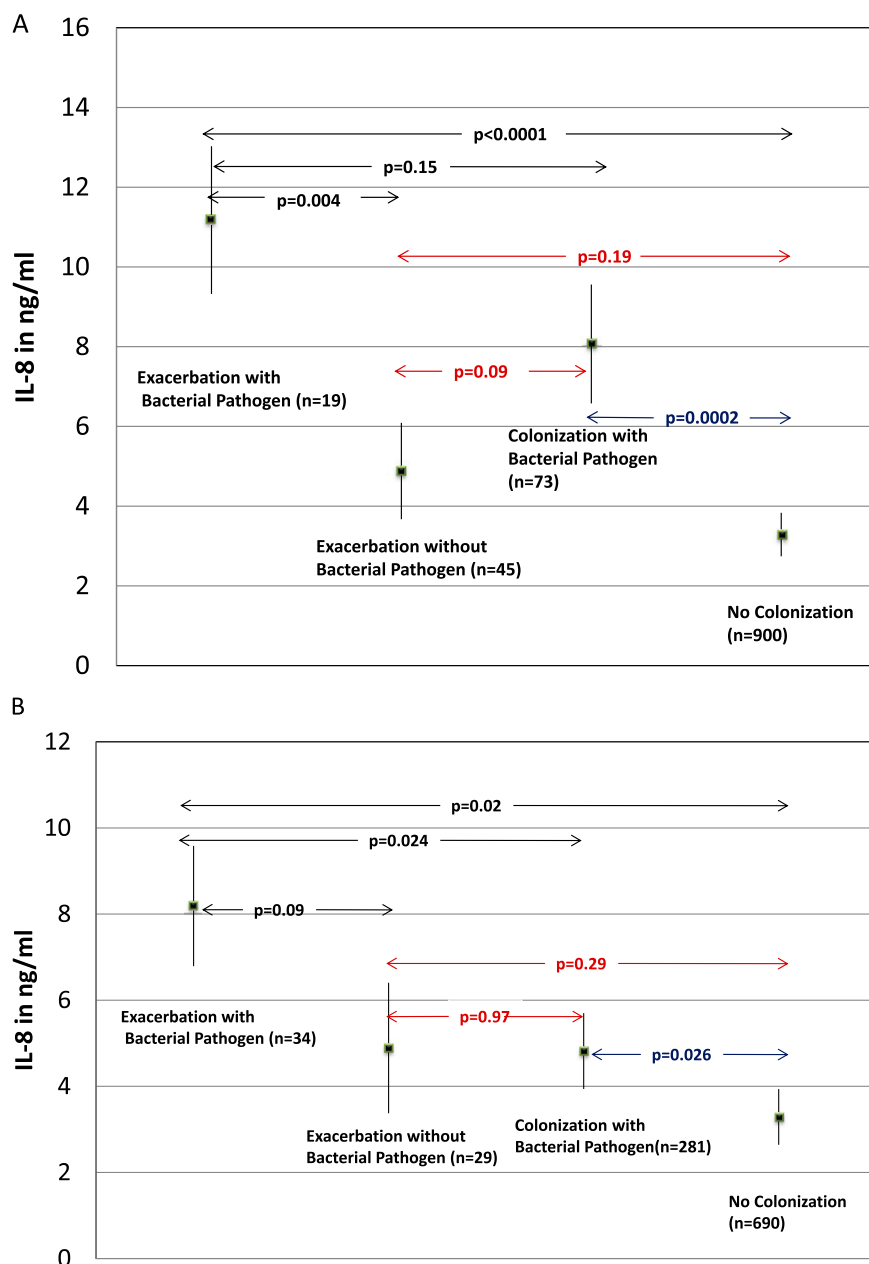 A
16
14
12
10
8
6
4
2
0
IL-8 in ng/ml
p<0.0001
p=0.15
p=0.004
p=0.19
p=0.09
p=0.0002
Exacerbation with
Bacterial Pathogen (n=19)
Colonization with
Bacterial Pathogen
(n=73)
Exacerbation without
Bacterial Pathogen (n=45)
No Colonization
(n=900)
B
12
10
8
6
4
2
0
IL-8 in ng/ml
p=0.02
p=0.024
p=0.09
p=0.29
p=0.97
p=0.026
Exacerbation with
Bacterial Pathogen (n=34)
Exacerbation without
Bacterial Pathogen (n=29)
Colonization with
Bacterial Pathogen(n=281)
No Colonization
(n=690)